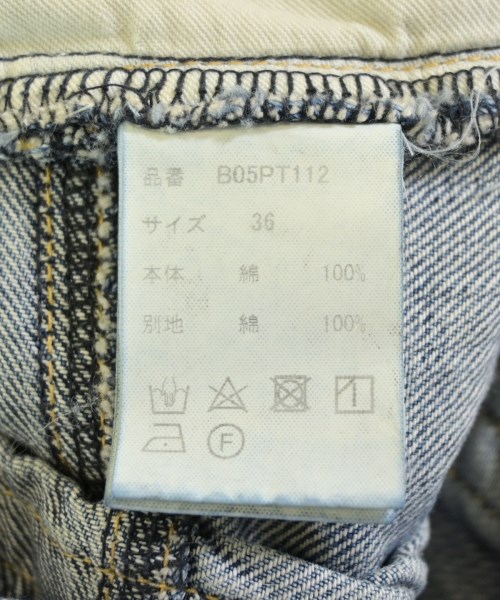 品番 B05PT112
サイズ 36
本体 綿 100%
別地 綿 100%
F